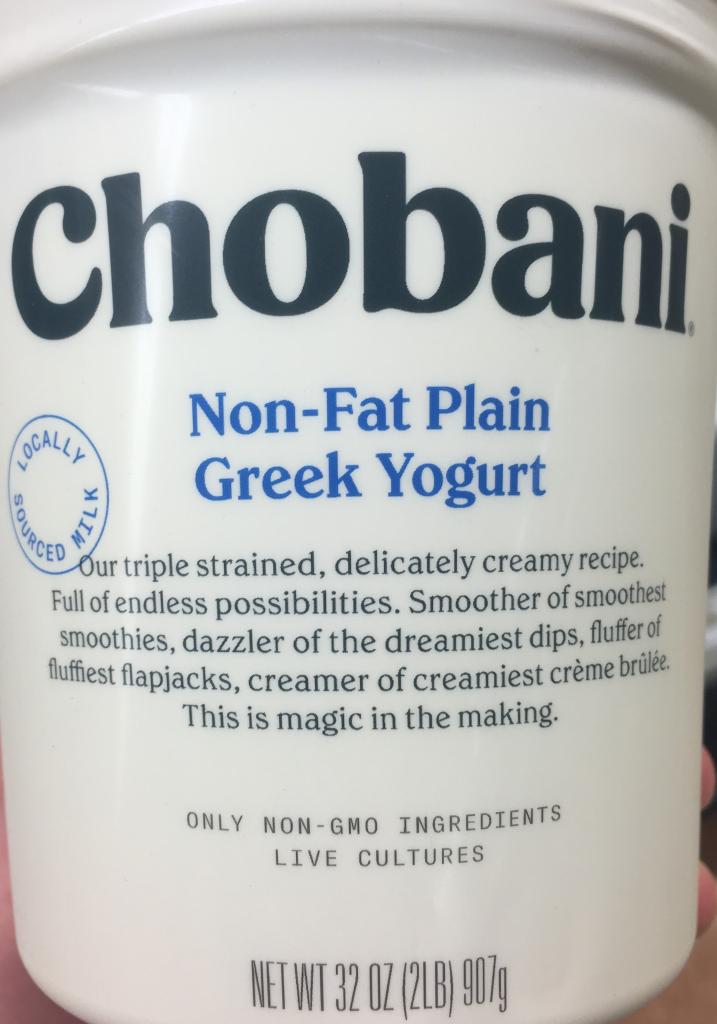 Chobani®
Non-Fat Plain
Greek Yogurt
LOCALLY
SOURCED MILK
Our triple strained, delicately creamy recipe.
Full of endless possibilities. Smoother of smoothest
smoothies, dazzler of the dreamiest dips, fluffer of
fluffiest flapjacks, creamer of creamiest crème brûlée.
This is magic in the making.
ONLY NON-GMO INGREDIENTS
LIVE CULTURES
NET WT 32 OZ (2LB) 907g